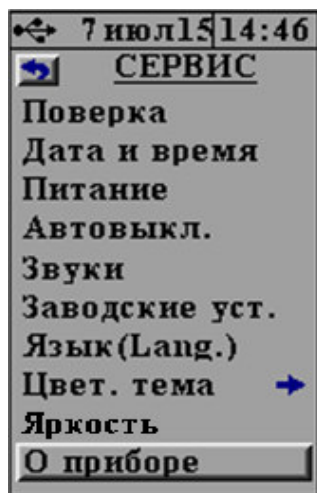 7 июл15 14:46
СЕРВИС
Поверка
Дата и время
Питание
Автовыкл.
Звуки
Заводские уст.
Язык(Lang.)
Цвет. тема
Яркость
О приборе